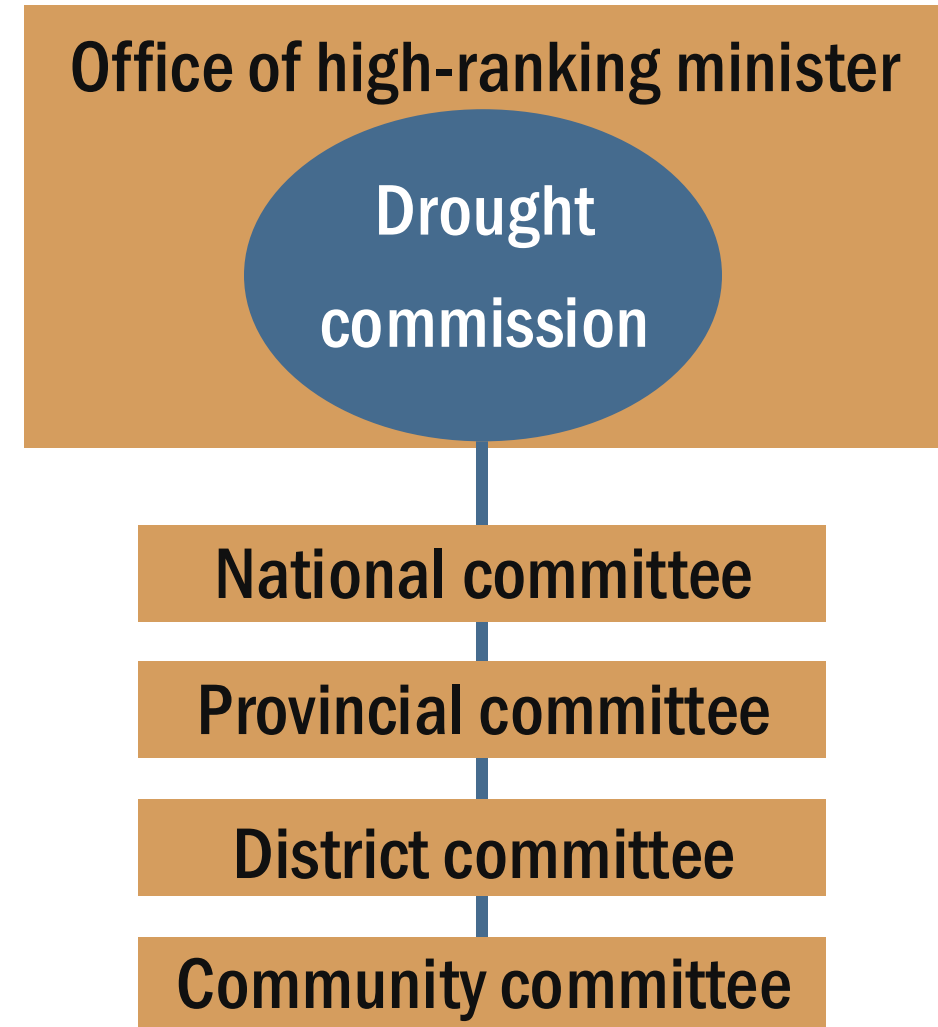 Office of high-ranking minister
Drought
commission
National committee
Provincial committee
District committee
Community committee